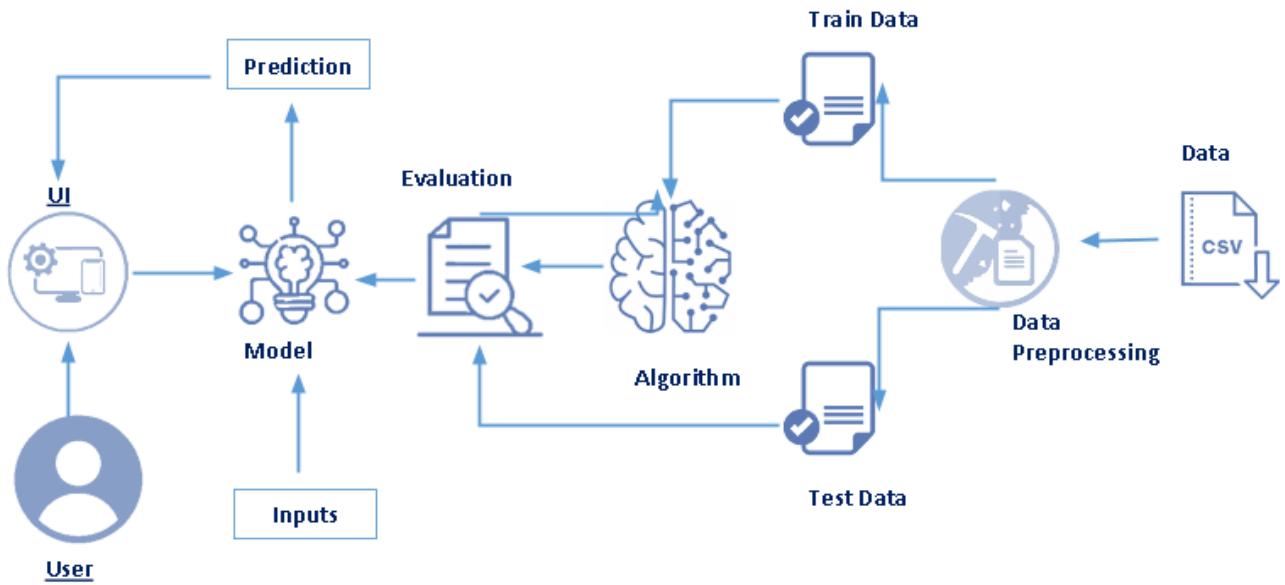 Train Data
Prediction
Data
Evaluation
UI
CSV
Model
Data
Preprocessing
Algorithm
Inputs
Test Data
User